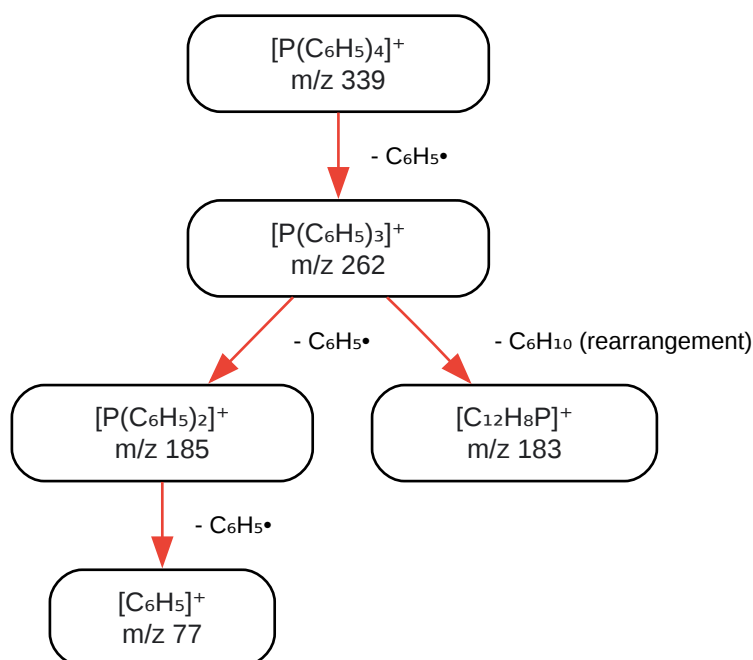 [P(C₆H₅)₄]⁺
m/z 339
- C₆H₅•
[P(C₆H₅)₃]⁺
m/z 262
- C₆H₅•
- C₆H₁₀ (rearrangement)
[P(C₆H₅)₂]⁺
m/z 185
[C₁₂H₈P]⁺
m/z 183
- C₆H₅•
[C₆H₅]⁺
m/z 77